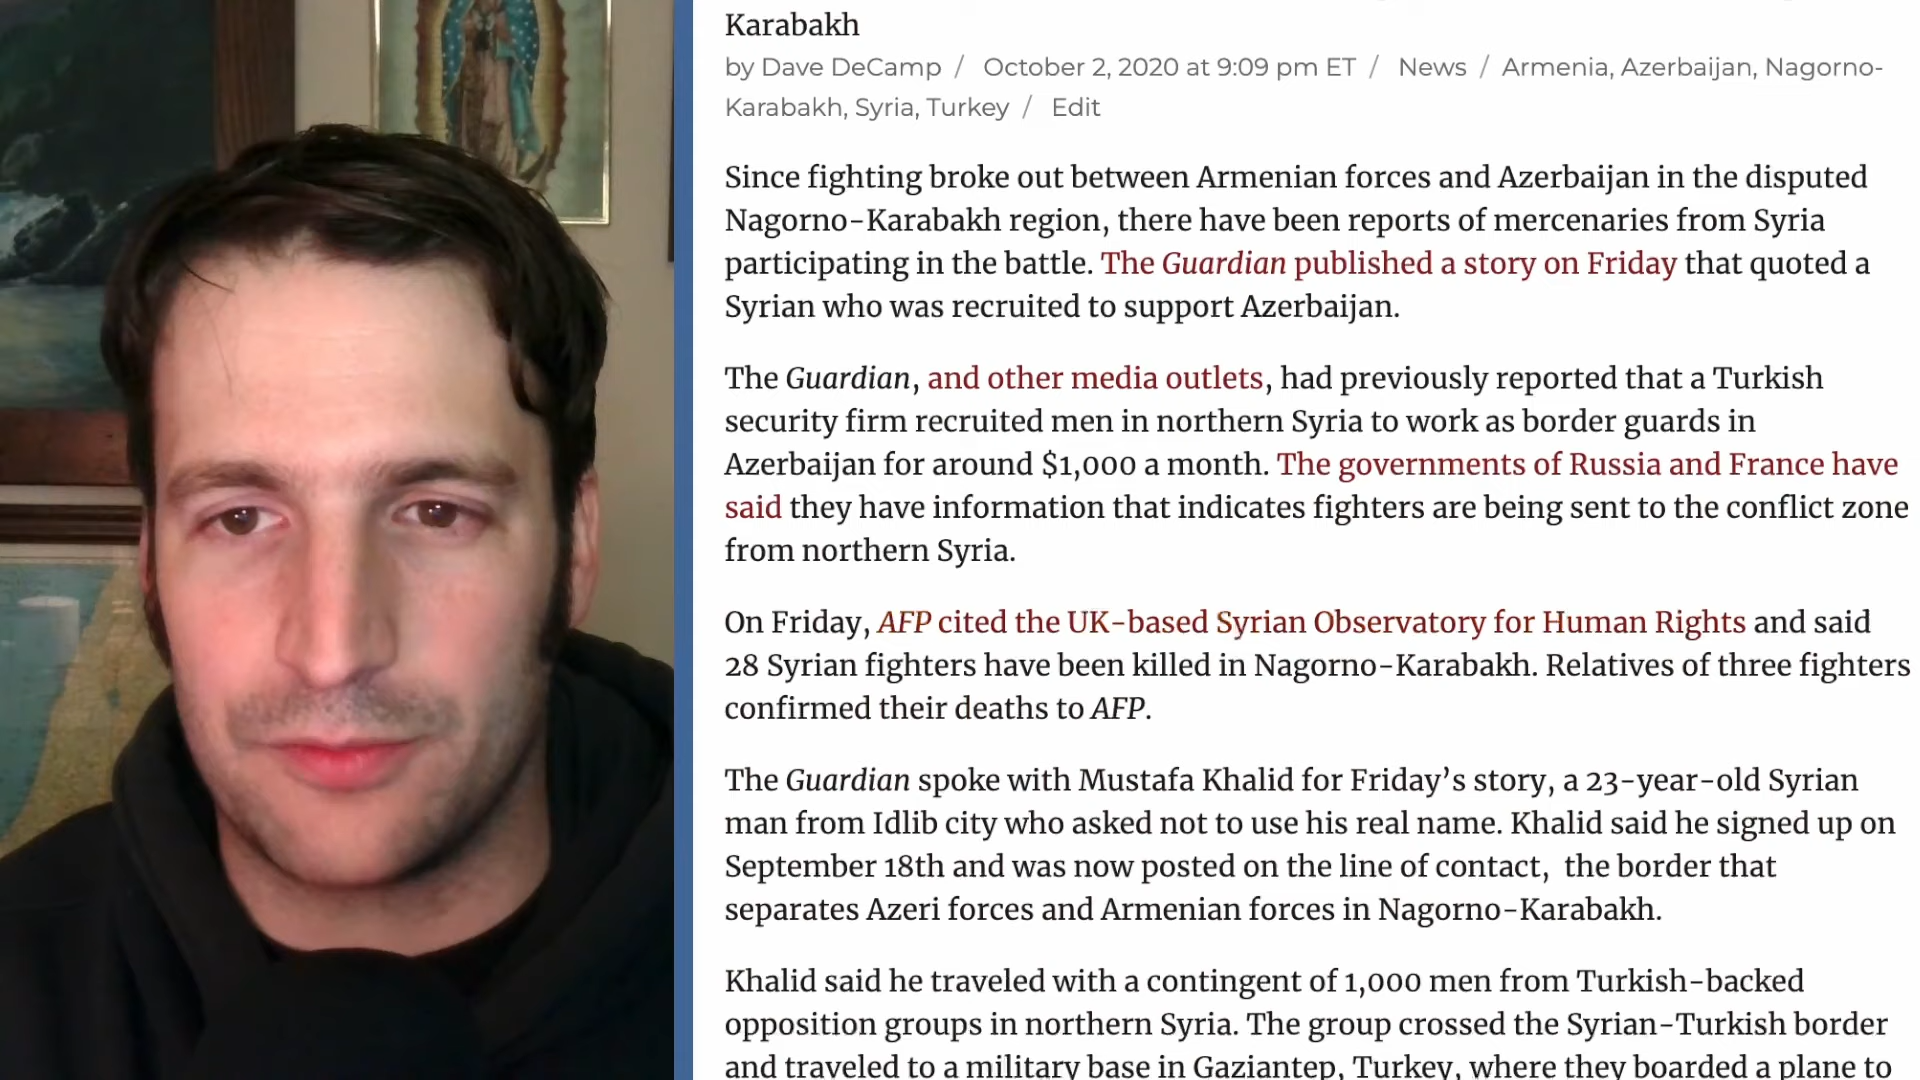 Karabakh
by Dave DeCamp / October 2, 2020 at 9:09 pm ET / News / Armenia, Azerbaijan, Nagorno-
Karabakh, Syria, Turkey / Edit
Since fighting broke out between Armenian forces and Azerbaijan in the disputed
Nagorno-Karabakh region, there have been reports of mercenaries from Syria
participating in the battle. The Guardian published a story on Friday that quoted a
Syrian who was recruited to support Azerbaijan.
The Guardian, and other media outlets, had previously reported that a Turkish
security firm recruited men in northern Syria to work as border guards in
Azerbaijan for around $1,000 a month. The governments of Russia and France have
said they have information that indicates fighters are being sent to the conflict zone
from northern Syria.
On Friday, AFP cited the UK-based Syrian Observatory for Human Rights and said
28 Syrian fighters have been killed in Nagorno-Karabakh. Relatives of three fighters
confirmed their deaths to AFP.
The Guardian spoke with Mustafa Khalid for Friday’s story, a 23-year-old Syrian
man from Idlib city who asked not to use his real name. Khalid said he signed up on
September 18th and was now posted on the line of contact, the border that
separates Azeri forces and Armenian forces in Nagorno-Karabakh.
Khalid said he traveled with a contingent of 1,000 men from Turkish-backed
opposition groups in northern Syria. The group crossed the Syrian-Turkish border
and traveled to a military base in Gaziantep, Turkey, where they boarded a plane to